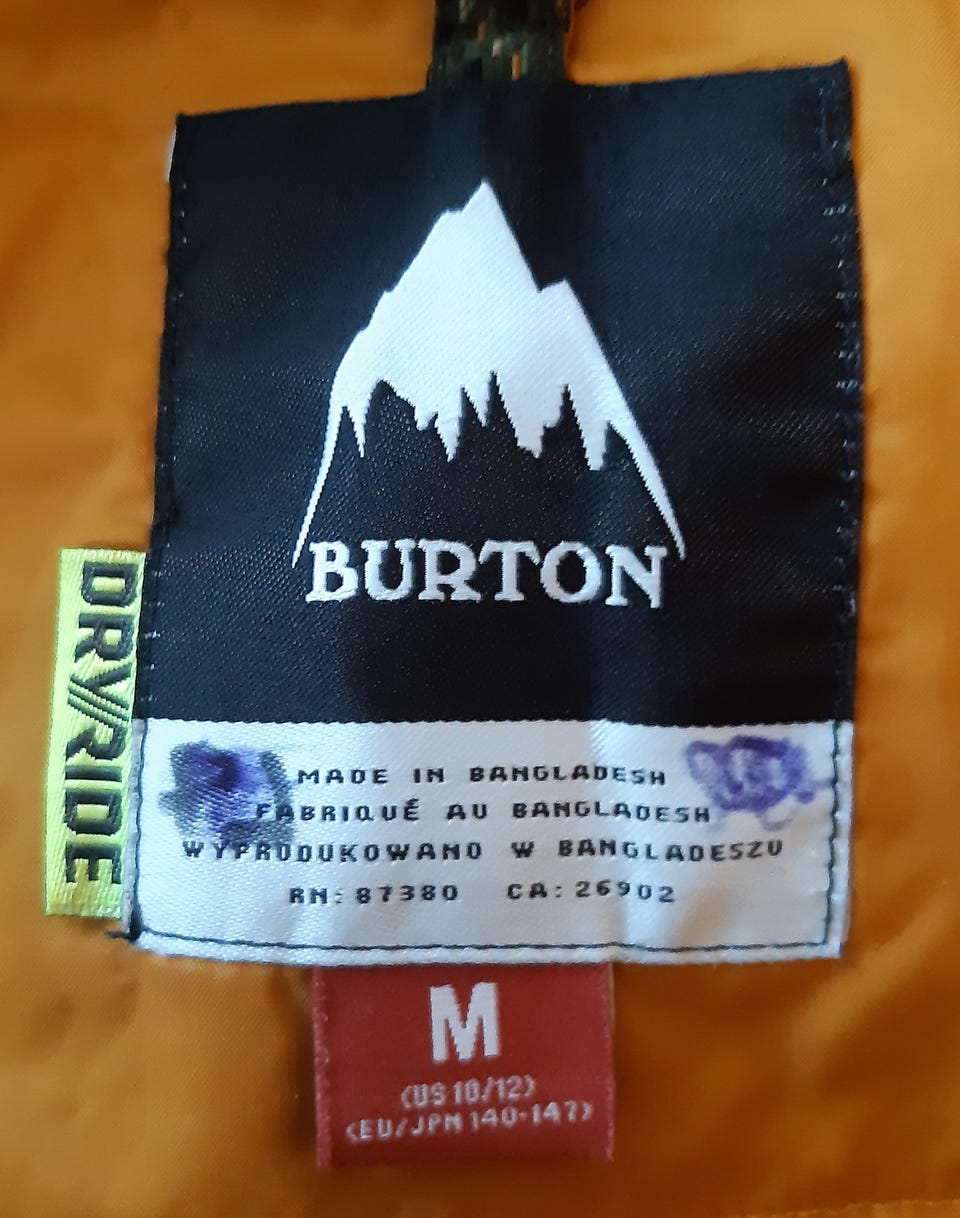 BURTON
DRY//RIDE
MADE IN BANGLADESH
FABRIQUÉ AU BANGLADESH
WYPRODUKOWANO W BANGLADESZU
RN: 87380 CA: 26902
M
(US 10/12)
(EU/JPN 140-147)